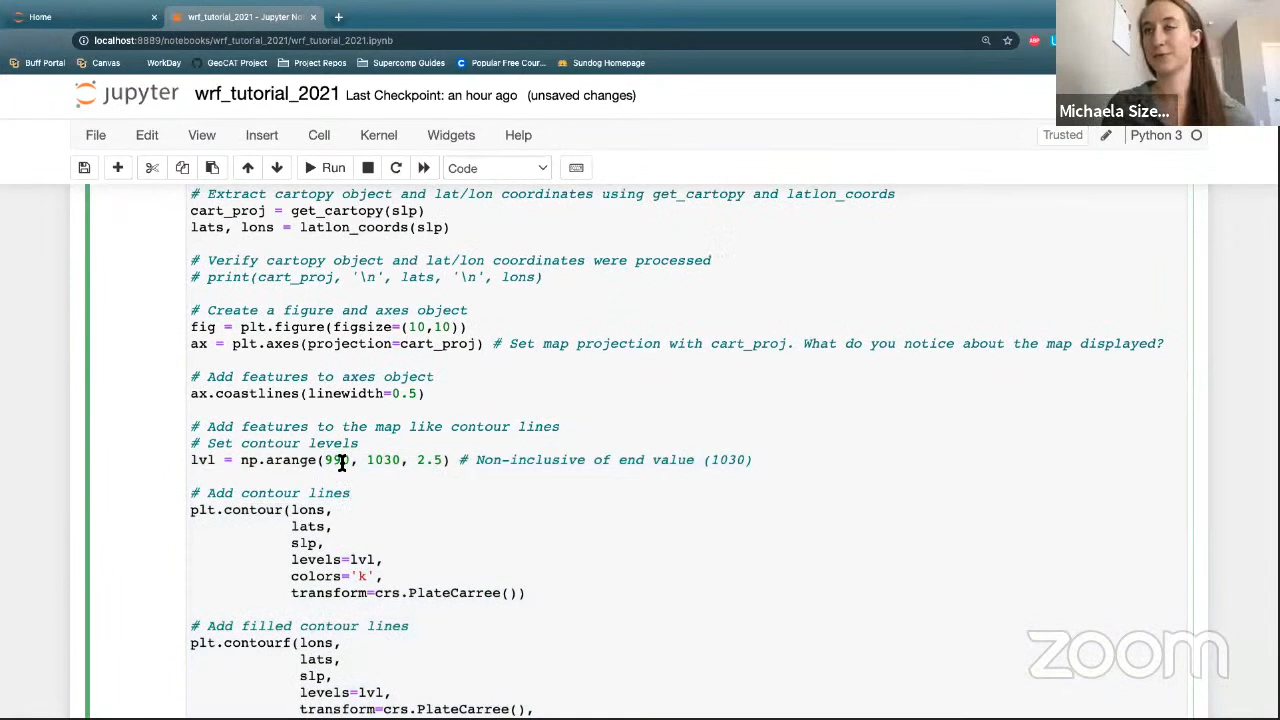 Home
wrf_tutorial_2021 - Jupyter No
localhost:8889/notebooks/wrf_tutorial_2021/wrf_tutorial_2021.ipynb
Buff Portal Canvas WorkDay GeoCAT Project Project Repos Supercomp Guides Popular Free Cour... Sundog Homepage
jupyter wrf_tutorial_2021 Last Checkpoint: an hour ago (unsaved changes)
Michaela Size...
File Edit View Insert Cell Kernel Widgets Help
Trusted Python 3
Run Code
# Extract cartopy object and lat/lon coordinates using get_cartopy and latlon_coords
cart_proj = get_cartopy(slp)
lats, lons = latlon_coords(slp)
# Verify cartopy object and lat/lon coordinates were processed
# print(cart_proj, '\n', lats, '\n', lons)
# Create a figure and axes object
fig = plt.figure(figsize=(10,10))
ax = plt.axes(projection=cart_proj) # Set map projection with cart_proj. What do you notice about the map displayed?
# Add features to axes object
ax.coastlines(linewidth=0.5)
# Add features to the map like contour lines
# Set contour levels
lvl = np.arange(990, 1030, 2.5) # Non-inclusive of end value (1030)
# Add contour lines
plt.contour(lons,
lats,
slp,
levels=lvl,
colors='k',
transform=crs.PlateCarree())
# Add filled contour lines
plt.contourf(lons,
lats,
slp,
levels=lvl,
transform=crs.PlateCarree(),
zoom